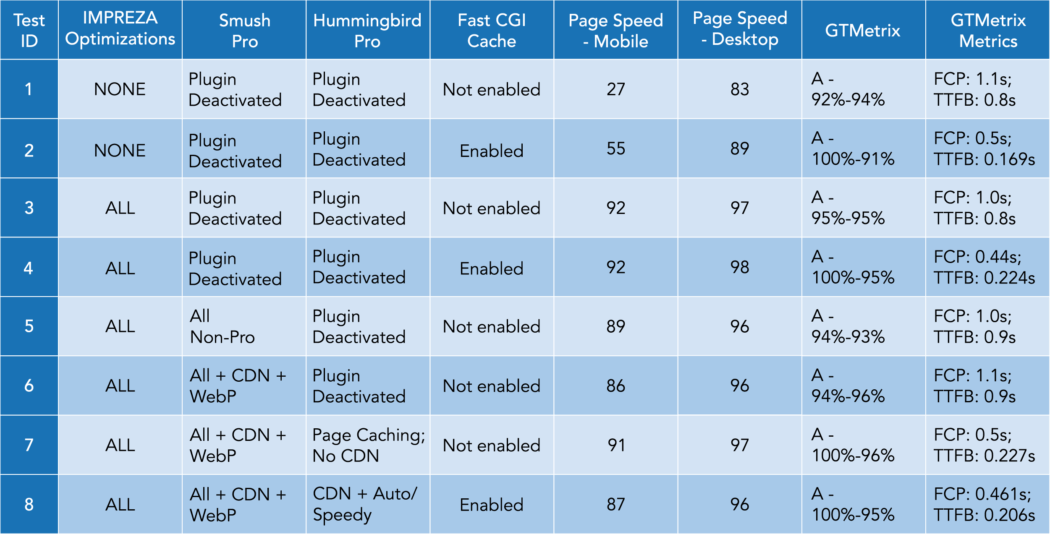 Test ID
IMPREZA Optimizations
Smush Pro
Hummingbird Pro
Fast CGI Cache
Page Speed - Mobile
Page Speed - Desktop
GTMetrix
GTMetrix Metrics
1
NONE
Plugin Deactivated
Plugin Deactivated
Not enabled
27
83
A - 92%-94%
FCP: 1.1s;
TTFB: 0.8s
2
NONE
Plugin Deactivated
Plugin Deactivated
Enabled
55
89
A - 100%-91%
FCP: 0.5s;
TTFB: 0.169s
3
ALL
Plugin Deactivated
Plugin Deactivated
Not enabled
92
97
A - 95%-95%
FCP: 1.0s;
TTFB: 0.8s
4
ALL
Plugin Deactivated
Plugin Deactivated
Enabled
92
98
A - 100%-95%
FCP: 0.44s;
TTFB: 0.224s
5
ALL
All Non-Pro
Plugin Deactivated
Not enabled
89
96
A - 94%-93%
FCP: 1.0s;
TTFB: 0.9s
6
ALL
All + CDN + WebP
Plugin Deactivated
Not enabled
86
96
A - 94%-96%
FCP: 1.1s;
TTFB: 0.9s
7
ALL
All + CDN + WebP
Page Caching; No CDN
Not enabled
91
97
A - 100%-96%
FCP: 0.5s;
TTFB: 0.227s
8
ALL
All + CDN + WebP
CDN + Auto/ Speedy
Enabled
87
96
A - 100%-95%
FCP: 0.461s;
TTFB: 0.206s